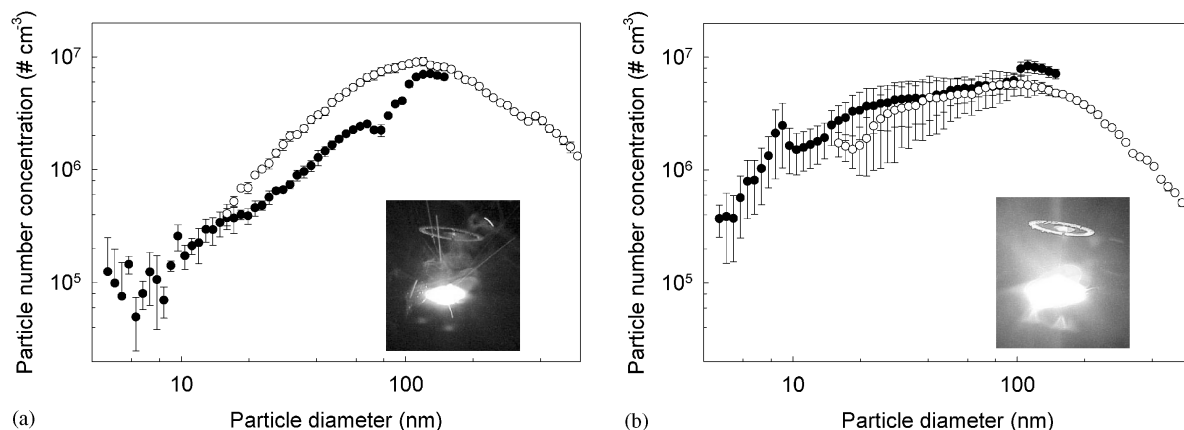 (a)
Particle number concentration (# cm⁻³)
10⁷
10⁶
10⁵
10
100
Particle diameter (nm)
(b)
Particle number concentration (# cm⁻³)
10⁷
10⁶
10⁵
10
100
Particle diameter (nm)